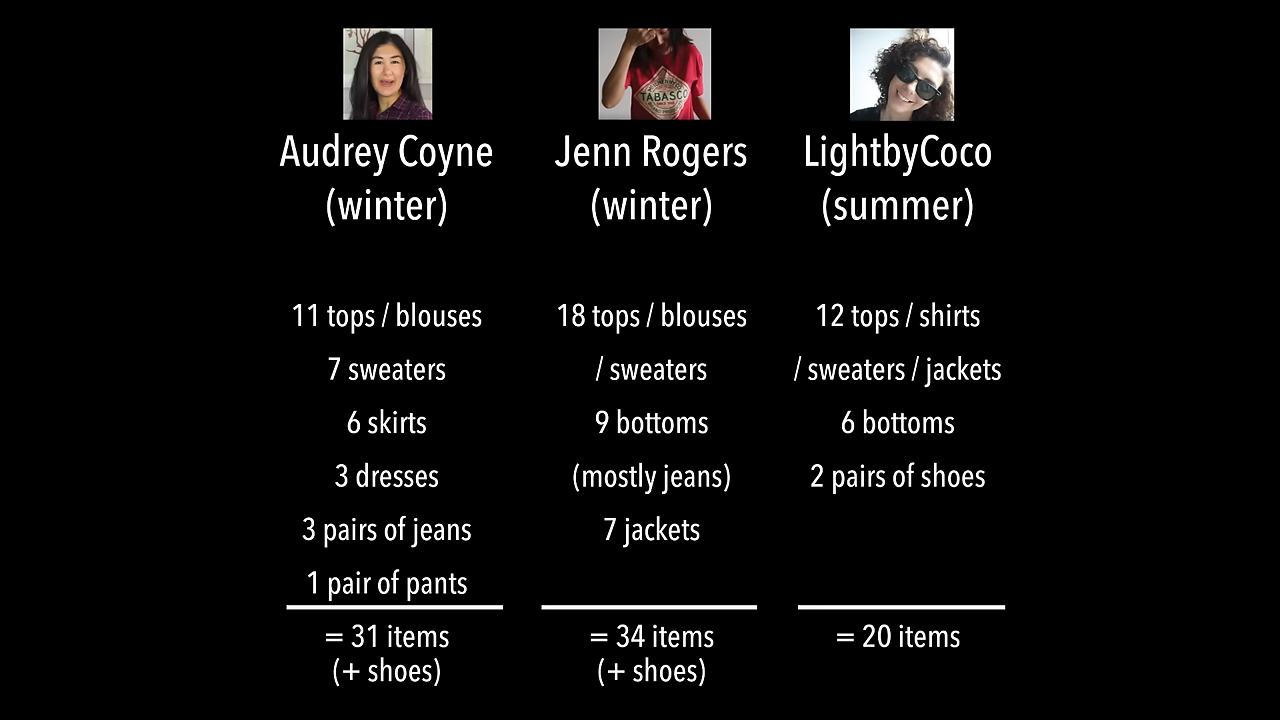 TABASCO
Audrey Coyne
(winter)
11 tops / blouses
7 sweaters
6 skirts
3 dresses
3 pairs of jeans
1 pair of pants
= 31 items
(+ shoes)
Jenn Rogers
(winter)
18 tops / blouses
/ sweaters
9 bottoms
(mostly jeans)
7 jackets
= 34 items
(+ shoes)
LightbyCoco
(summer)
12 tops / shirts
/ sweaters / jackets
6 bottoms
2 pairs of shoes
= 20 items